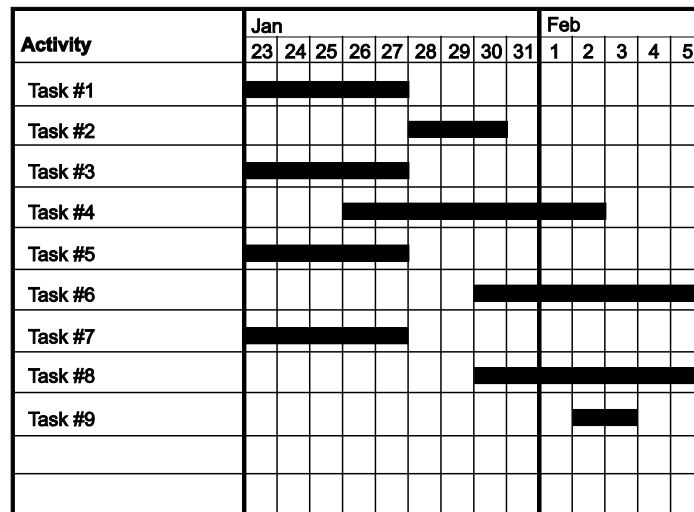 Jan Feb
Activity
23 24 25 26 27 28 29 30 31 1 2 3 4 5
Task #1
Task #2
Task #3
Task #4
Task #5
Task #6
Task #7
Task #8
Task #9